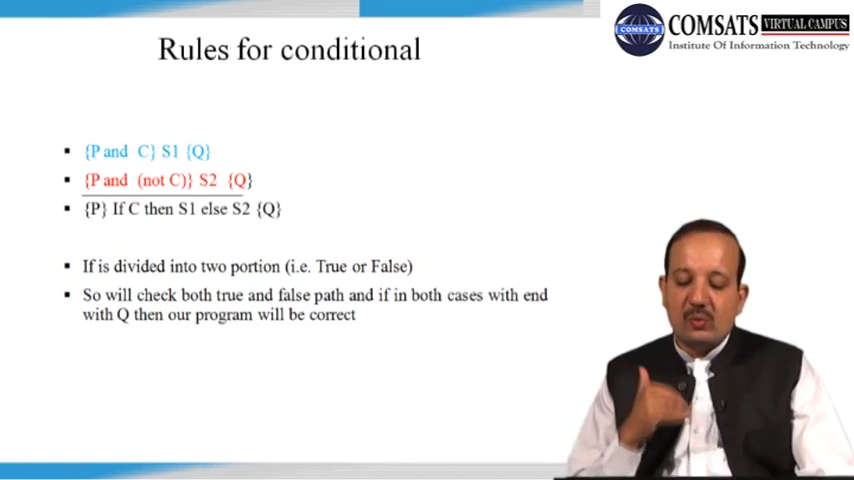 COMSATS
COMSATS
VIRTUAL CAMPUS
Institute Of Information Technology
Rules for conditional
▪ {P and C} S1 {Q}
▪ {P and (not C)} S2 {Q}
▪ {P} If C then S1 else S2 {Q}
▪ If is divided into two portion (i.e. True or False)
▪ So will check both true and false path and if in both cases with end
with Q then our program will be correct